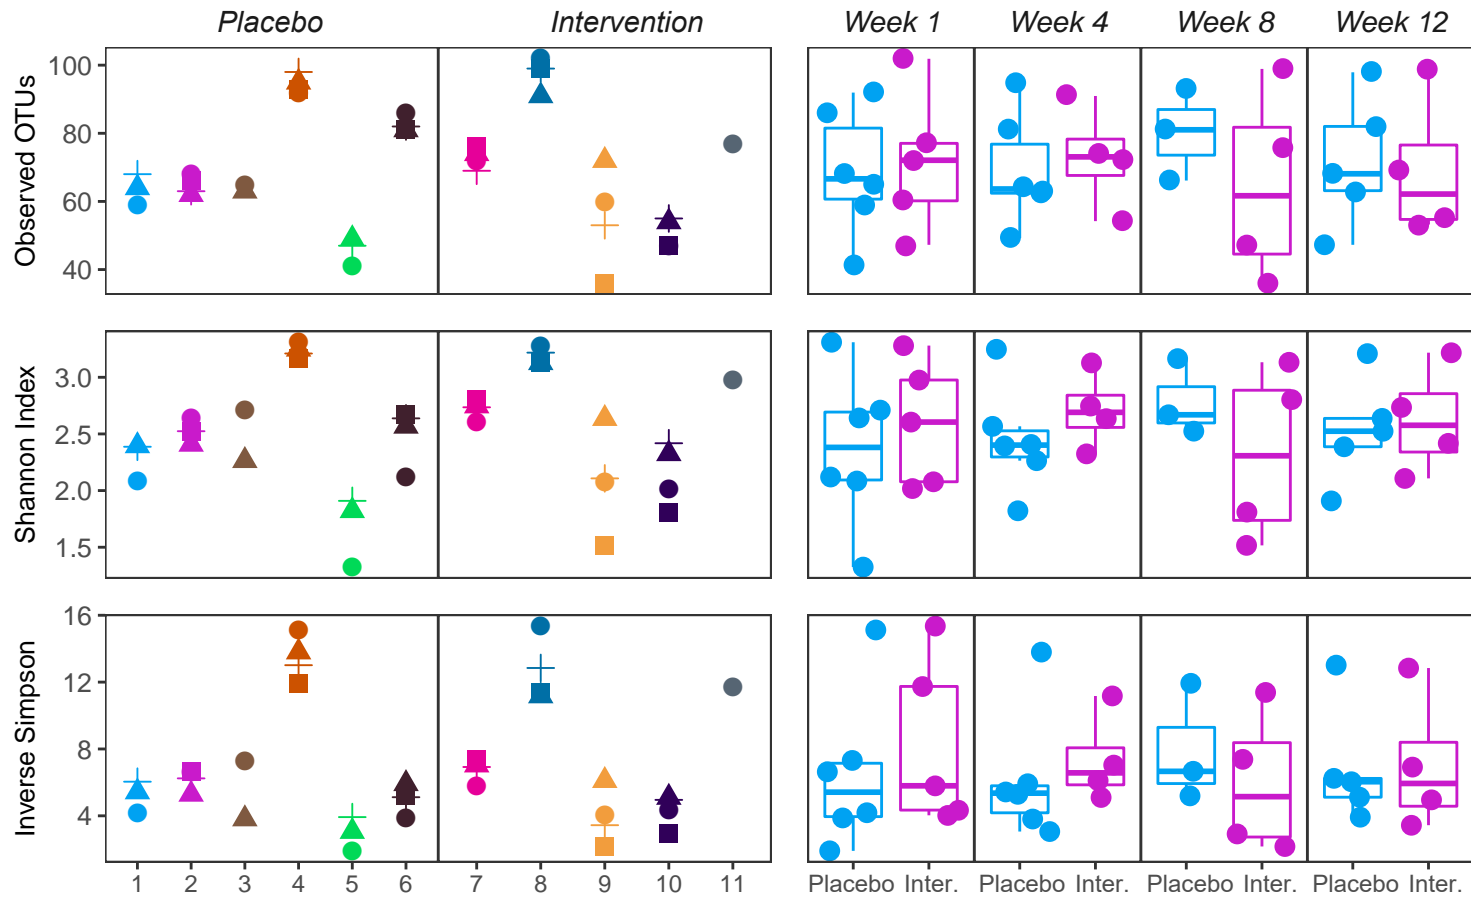 Placebo Intervention Week 1 Week 4 Week 8 Week 12
Observed OTUs
100
80
60
40
Shannon Index
3.0
2.5
2.0
1.5
Inverse Simpson
16
12
8
4
1 2 3 4 5 6 7 8 9 10 11 Placebo Inter. Placebo Inter. Placebo Inter. Placebo Inter.